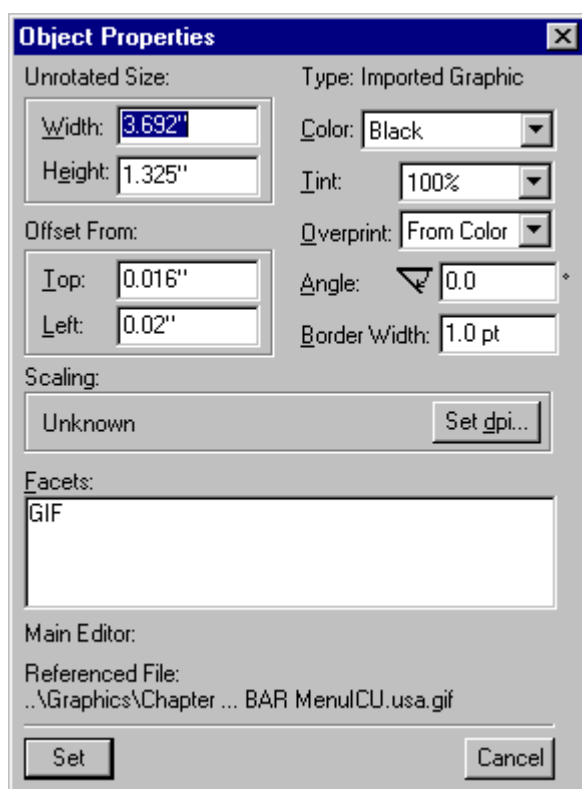 Object Properties
Unrotated Size:
Width: 3.692"
Height: 1.325"
Offset From:
Top: 0.016"
Left: 0.02"
Type: Imported Graphic
Color: Black
Tint: 100%
Overprint: From Color
Angle: 0.0 °
Border Width: 1.0 pt
Scaling:
Unknown
Set dpi...
Facets:
GIF
Main Editor:
Referenced File:
..\Graphics\Chapter ... BAR MenuICU.usa.gif
Set
Cancel